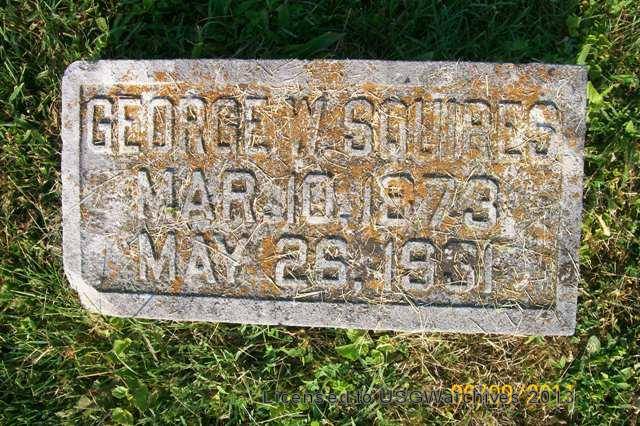 GEORGE W. SQUIRES
MAR. 10, 1873
MAY 26, 1931
Licensed to USGWarchives 2013